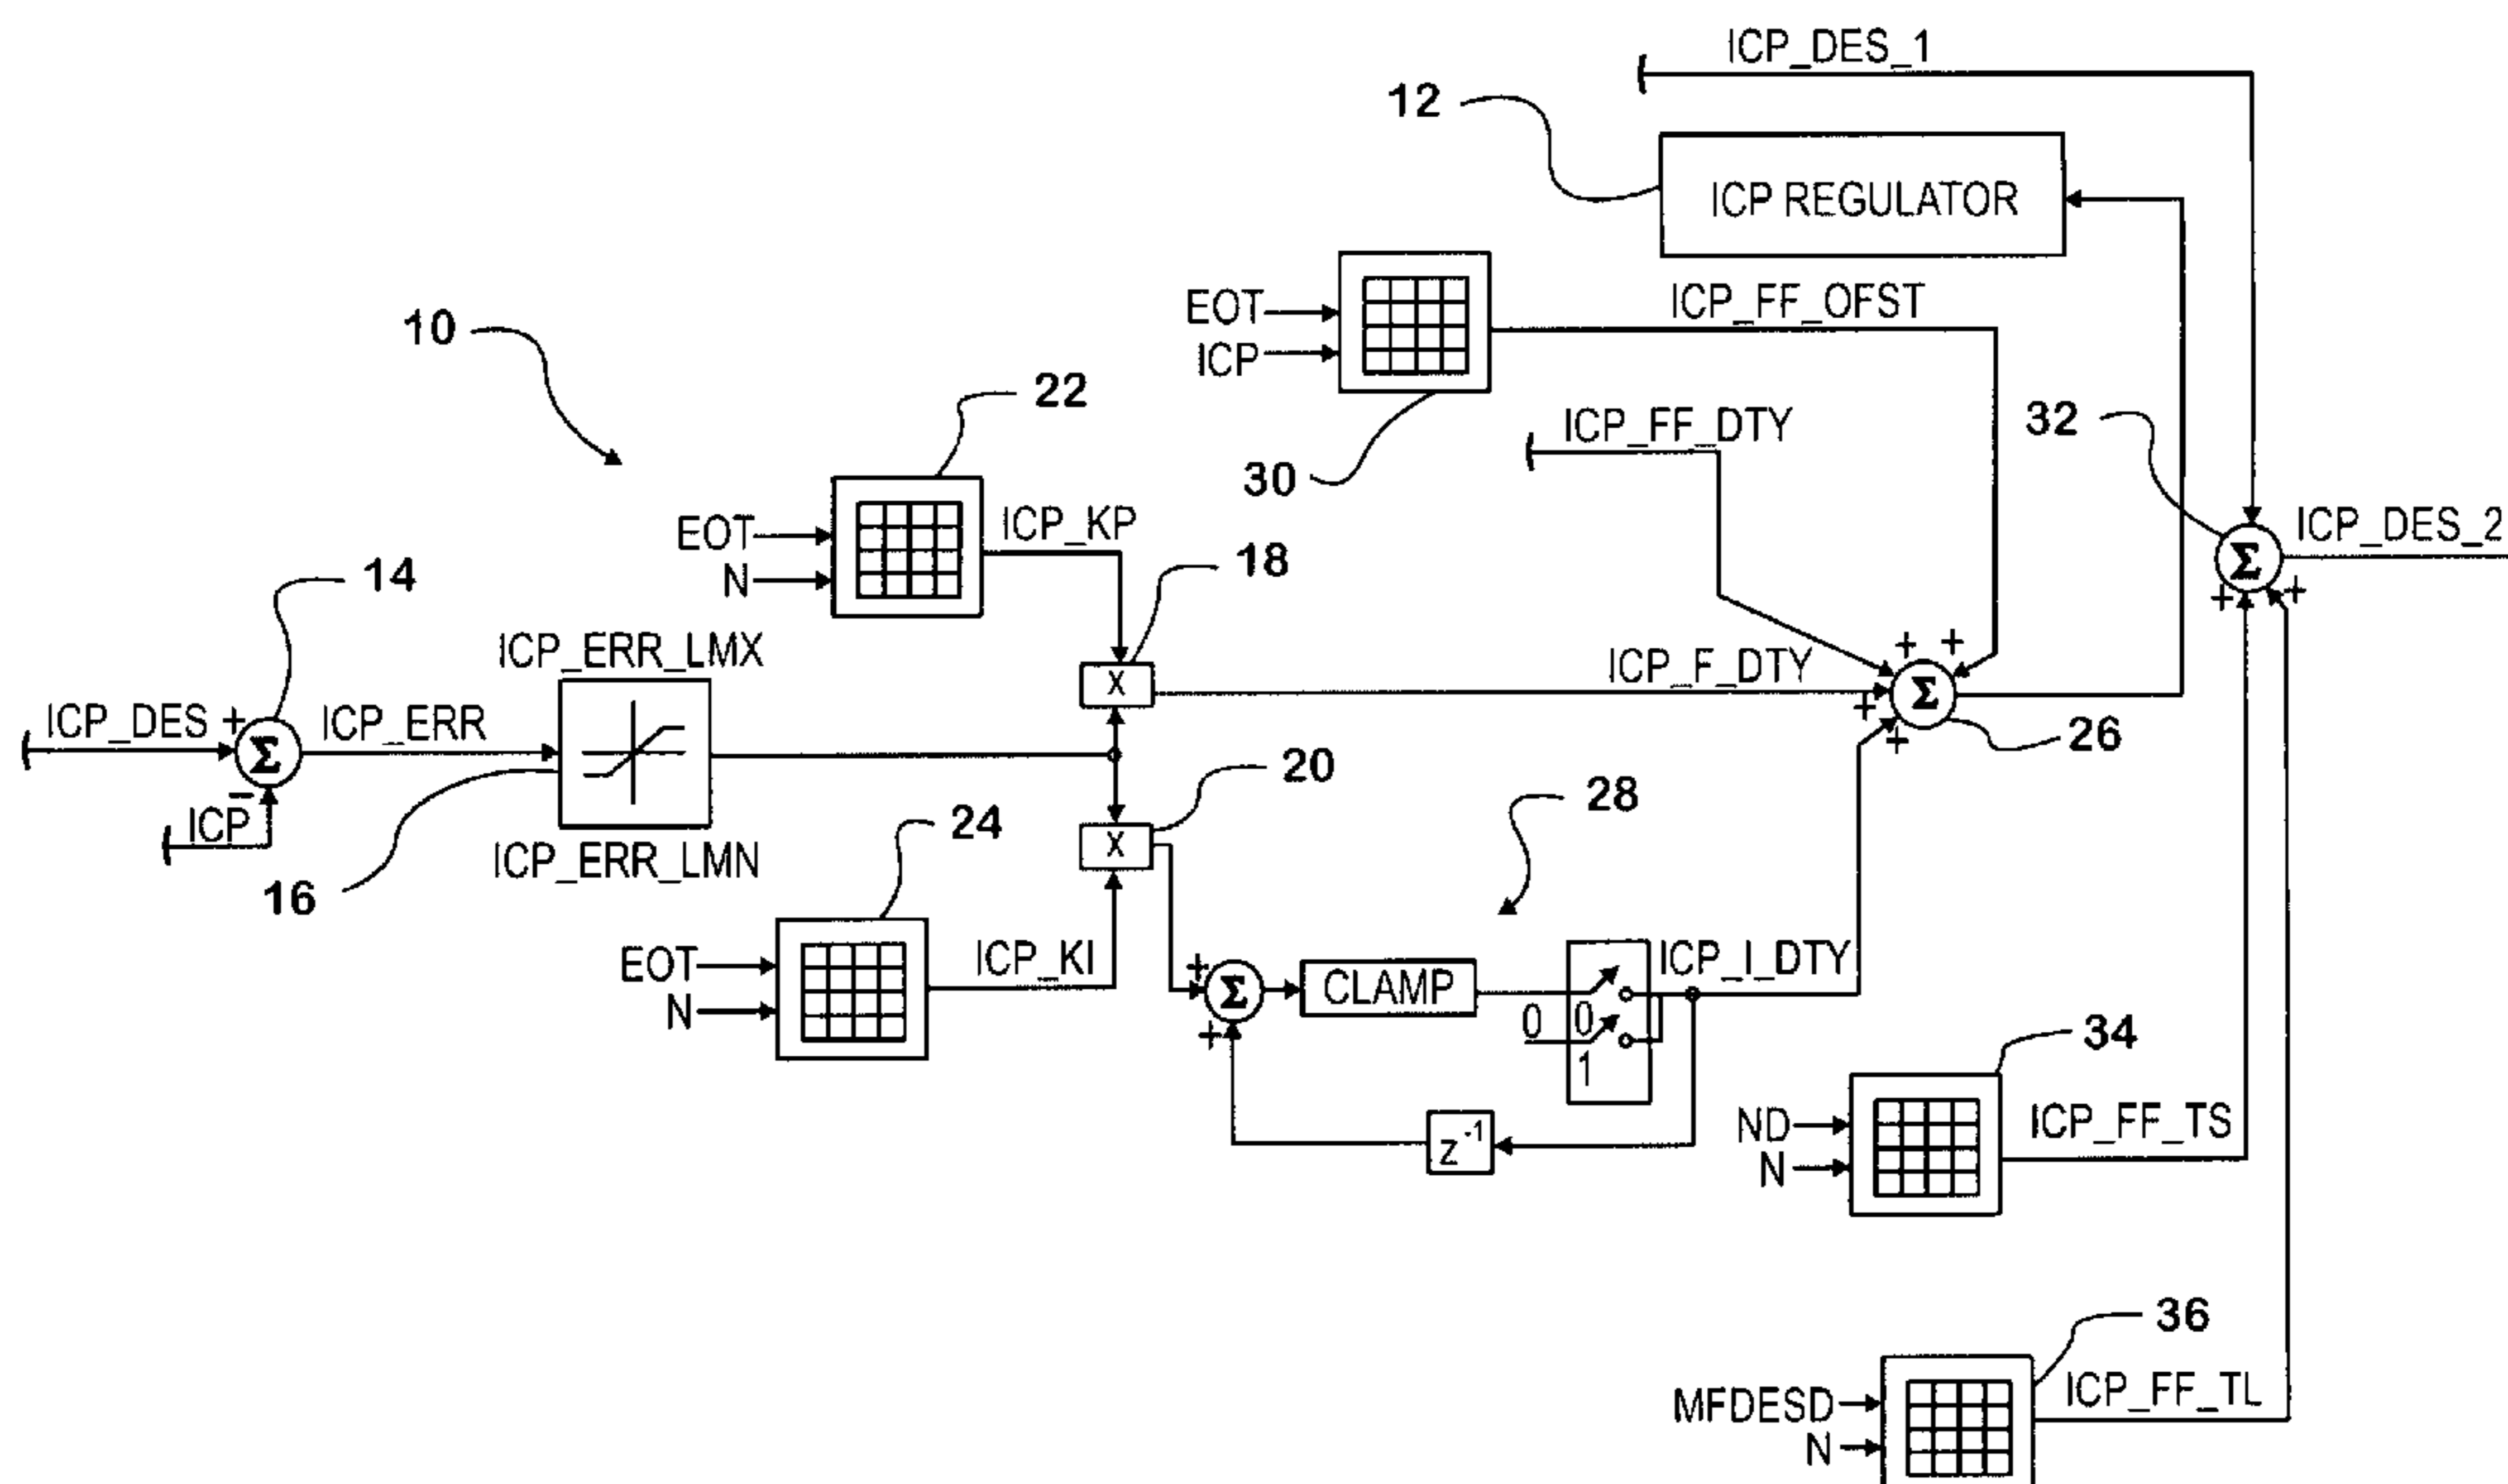 ICP_DES_1
12
ICP REGULATOR
EOT
ICP
ICP_FF_OFST
10
22
ICP_FF_DTY
32
30
EOT
N
ICP_KP
18
ICP_DES_2
Σ
+ +
14
ICP_ERR_LMX
X
ICP_F_DTY
+ +
Σ
+
+
26
ICP_DES +
Σ
ICP_ERR
-
ICP
20
28
24
X
16
ICP_ERR_LMN
EOT
N
ICP_KI
+
Σ
+
CLAMP
0
0
1
ICP_I_DTY
34
z-1
ND
N
ICP_FF_TS
36
MFDESD
N
ICP_FF_TL